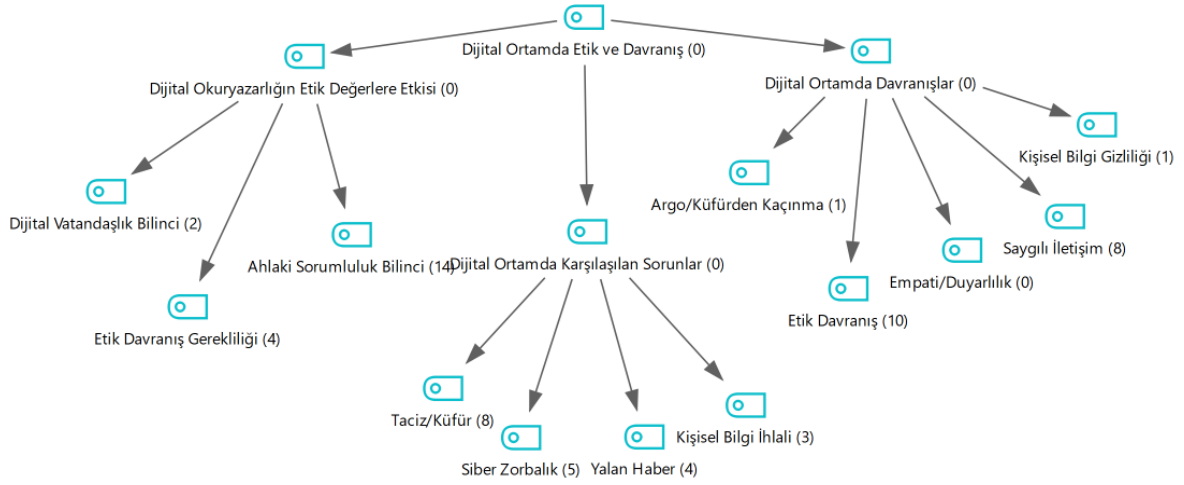 Dijital Ortamda Etik ve Davranış (0)
Dijital Okuryazarlığın Etik Değerlere Etkisi (0)
Dijital Ortamda Davranışlar (0)
Kişisel Bilgi Gizliliği (1)
Argo/Küfürden Kaçınma (1)
Dijital Vatandaşlık Bilinci (2)
Saygılı İletişim (8)
Ahlaki Sorumluluk Bilinci (14)
Dijital Ortamda Karşılaşılan Sorunlar (0)
Empati/Duyarlılık (0)
Etik Davranış (10)
Etik Davranış Gerekliliği (4)
Taciz/Küfür (8)
Kişisel Bilgi İhlali (3)
Siber Zorbalık (5)
Yalan Haber (4)